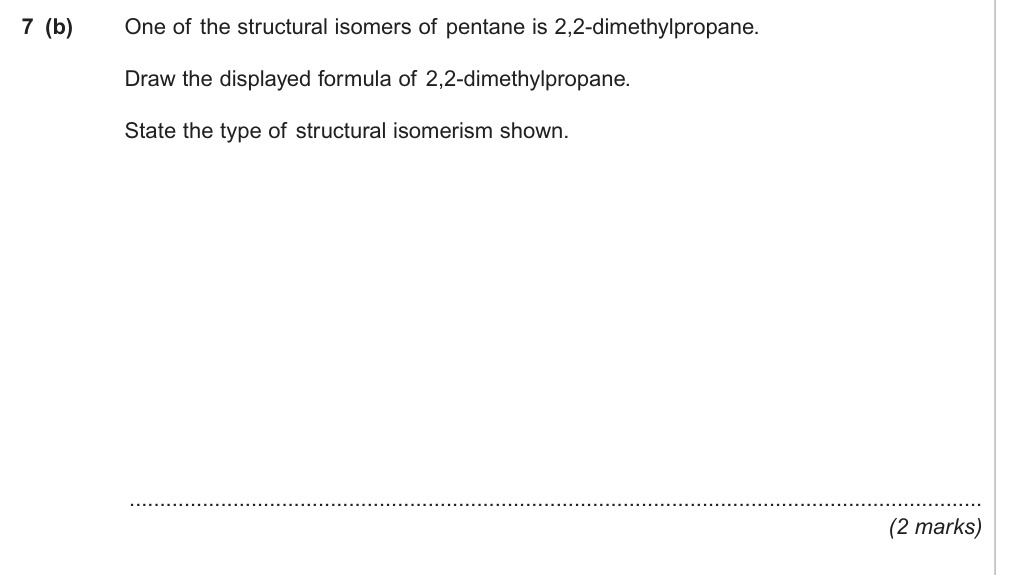 7 (b) One of the structural isomers of pentane is 2,2-dimethylpropane.
Draw the displayed formula of 2,2-dimethylpropane.
State the type of structural isomerism shown.
(2 marks)